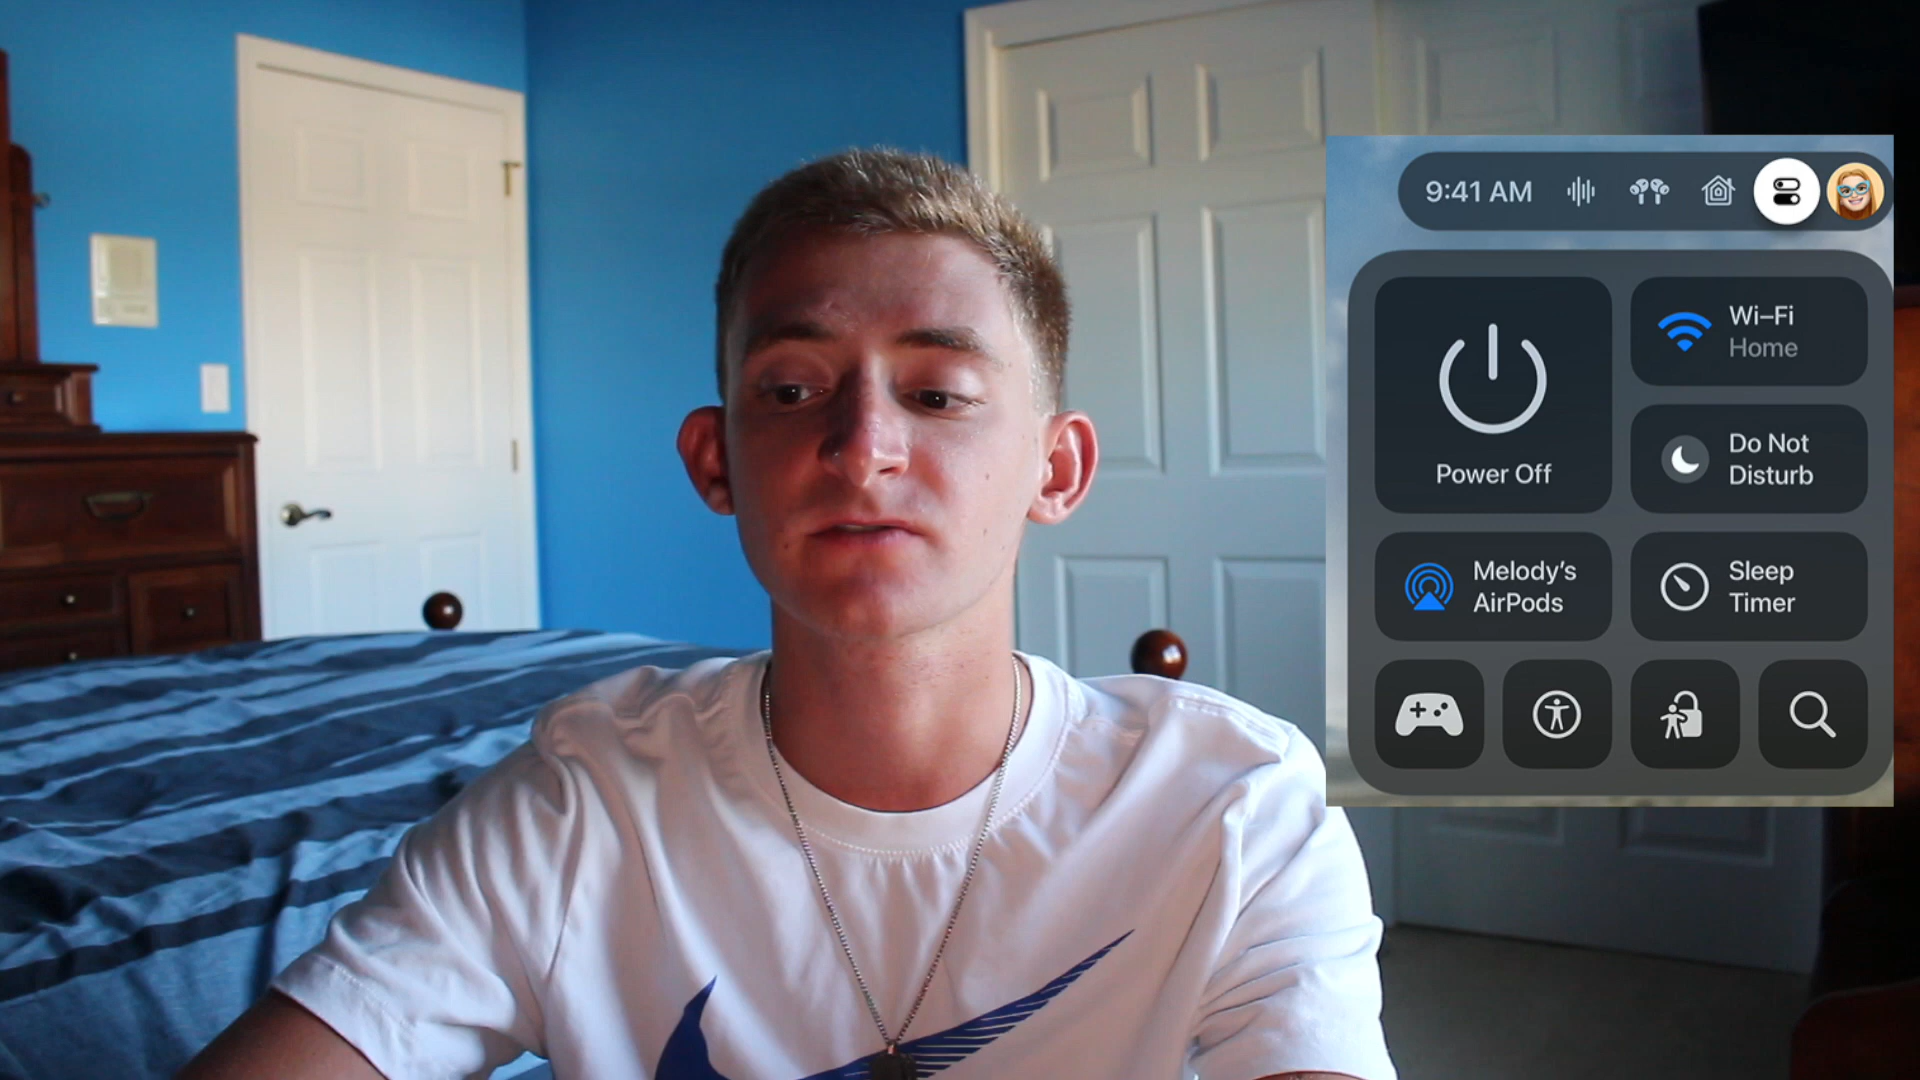 9:41 AM
Power Off
Wi–Fi
Home
Do Not
Disturb
Melody's
AirPods
Sleep
Timer